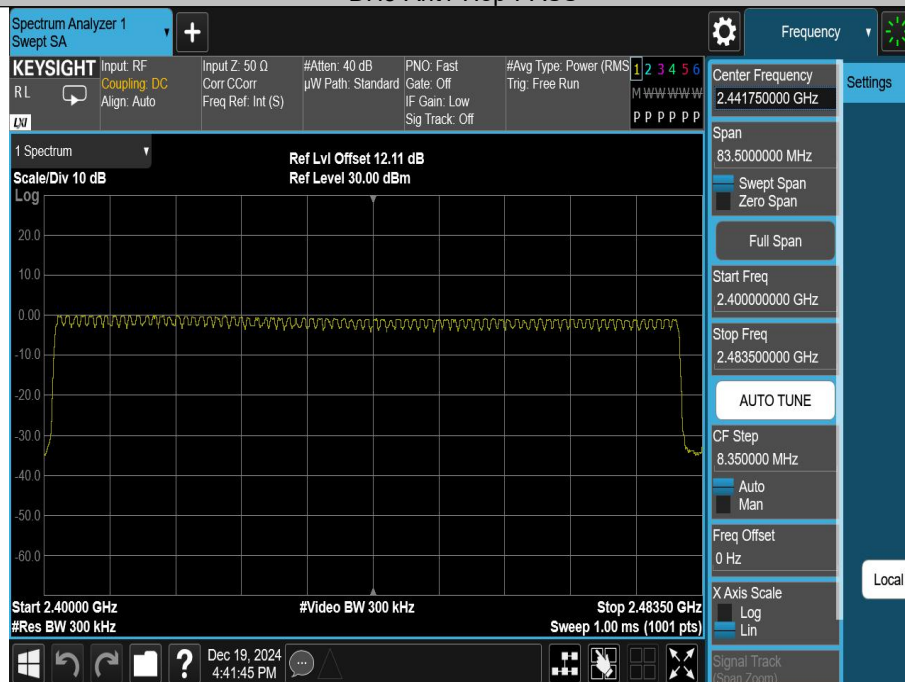 Spectrum Analyzer 1
Swept SA
Frequency
KEYSIGHT
RL
LXI
Input: RF
Coupling: DC
Align: Auto
Input Z: 50 Ω
Corr CCorr
Freq Ref: Int (S)
#Atten: 40 dB
µW Path: Standard
PNO: Fast
Gate: Off
IF Gain: Low
Sig Track: Off
#Avg Type: Power (RMS
Trig: Free Run
1 2 3 4 5 6
M W W W W W
P P P P P P
1 Spectrum
Scale/Div 10 dB
Log
Ref Lvl Offset 12.11 dB
Ref Level 30.00 dBm
20.0
10.0
0.00
-10.0
-20.0
-30.0
-40.0
-50.0
-60.0
Start 2.40000 GHz
#Res BW 300 kHz
#Video BW 300 kHz
Stop 2.48350 GHz
Sweep 1.00 ms (1001 pts)
Center Frequency
2.441750000 GHz
Settings
Span
83.5000000 MHz
Swept Span
Zero Span
Full Span
Start Freq
2.400000000 GHz
Stop Freq
2.483500000 GHz
AUTO TUNE
CF Step
8.350000 MHz
Auto
Man
Freq Offset
0 Hz
Local
X Axis Scale
Log
Lin
Signal Track
(Span Zoom)
?
Dec 19, 2024
4:41:45 PM